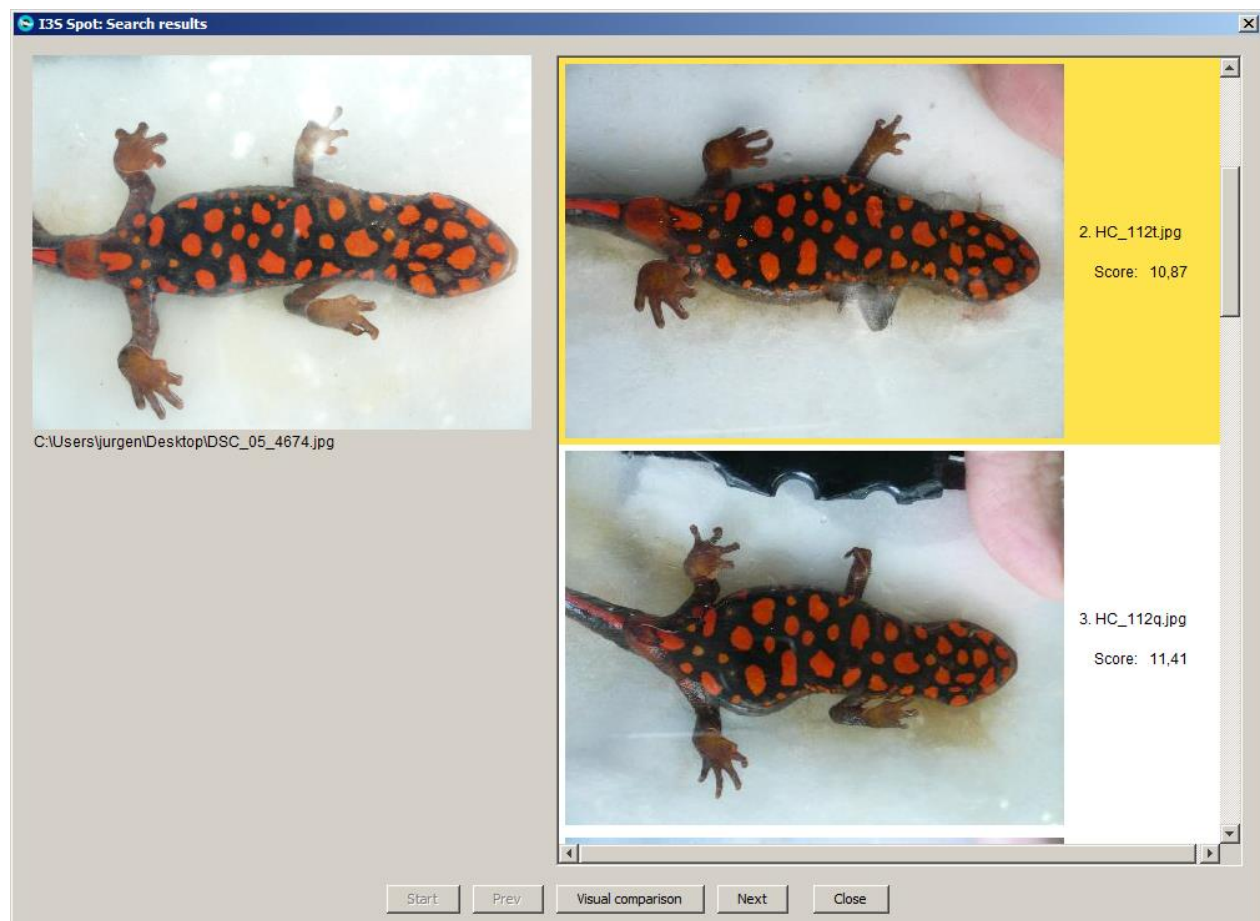 I3S Spot: Search results
C:\Users\jurgen\Desktop\DSC_05_4674.jpg
2. HC_112t.jpg
Score: 10,87
3. HC_112q.jpg
Score: 11,41
Start Prev Visual comparison Next Close